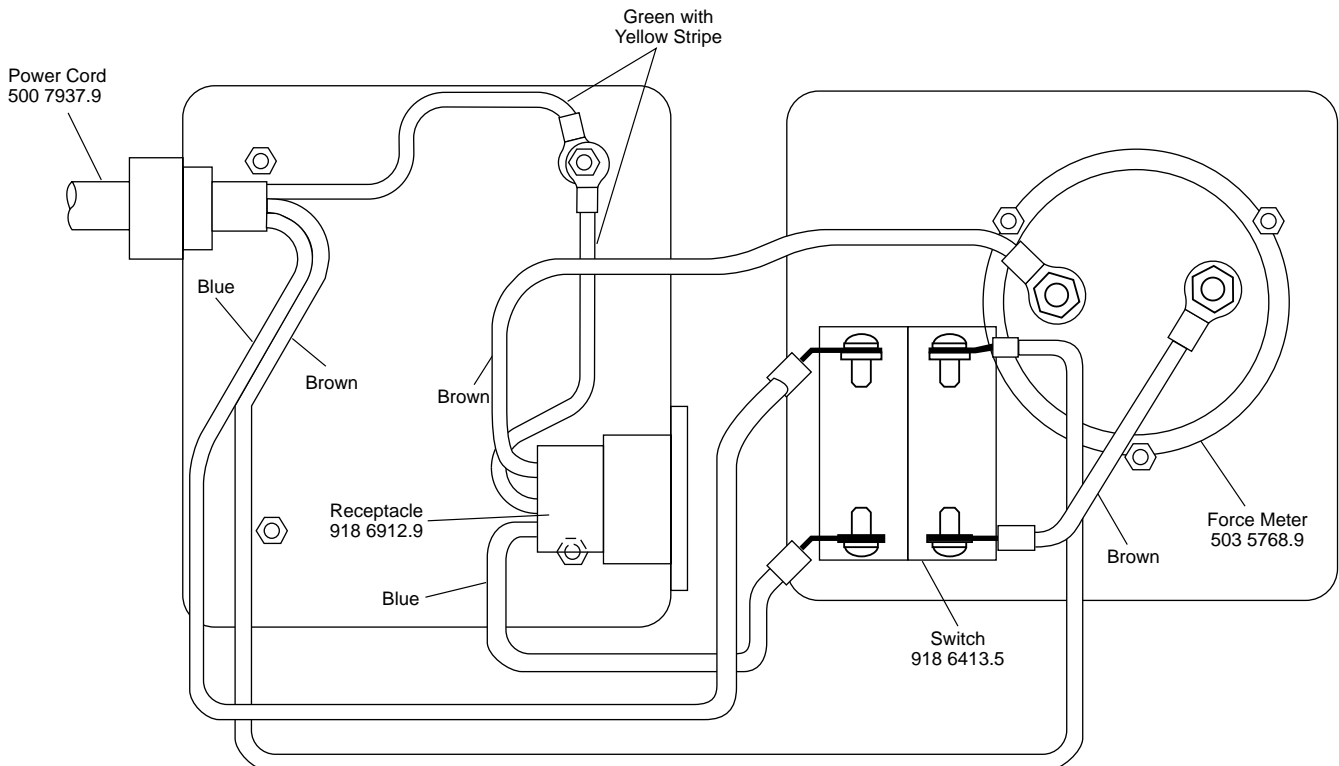 Green with
Yellow Stripe
Power Cord
500 7937.9
Blue
Brown
Brown
Receptacle
918 6912.9
Blue
Force Meter
503 5768.9
Brown
Switch
918 6413.5